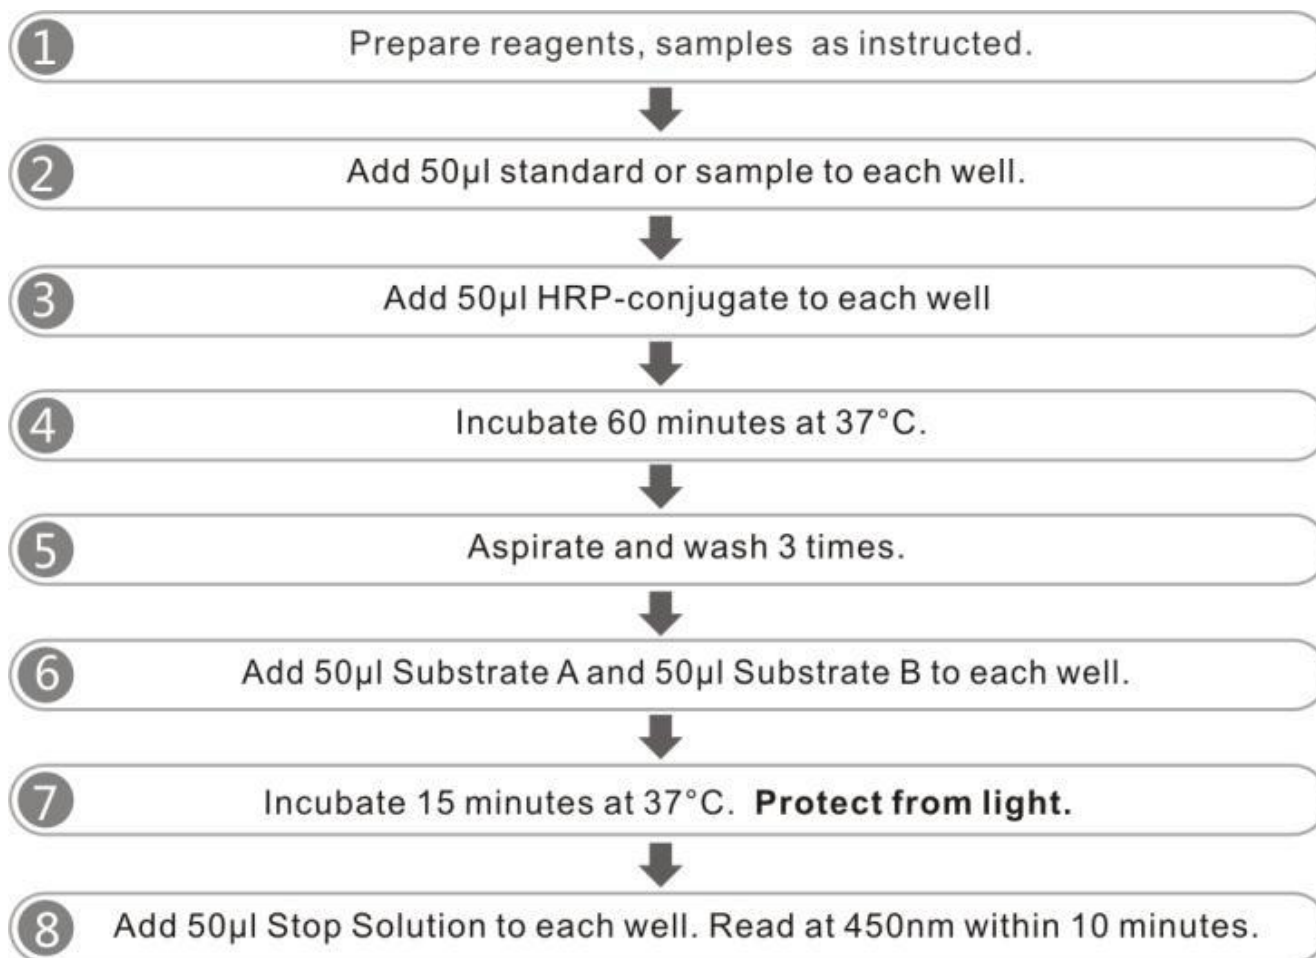 1 Prepare reagents, samples as instructed.
2 Add 50µl standard or sample to each well.
3 Add 50µl HRP-conjugate to each well
4 Incubate 60 minutes at 37°C.
5 Aspirate and wash 3 times.
6 Add 50µl Substrate A and 50µl Substrate B to each well.
7 Incubate 15 minutes at 37°C. Protect from light.
8 Add 50µl Stop Solution to each well. Read at 450nm within 10 minutes.